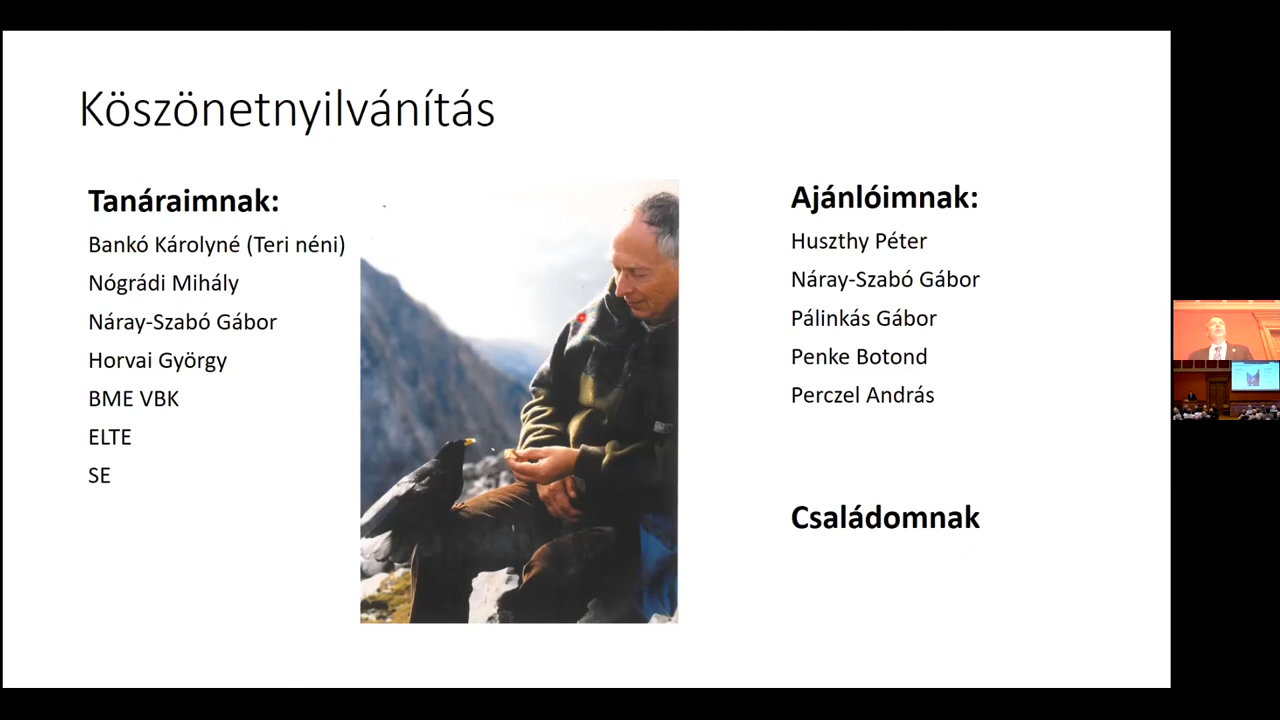 Köszönetnyilvánítás
Tanáraimnak:
Bankó Károlyné (Teri néni)
Nógrádi Mihály
Náray-Szabó Gábor
Horvai György
BME VBK
ELTE
SE
Ajánlóimnak:
Huszthy Péter
Náray-Szabó Gábor
Pálinkás Gábor
Penke Botond
Perczel András
Családomnak